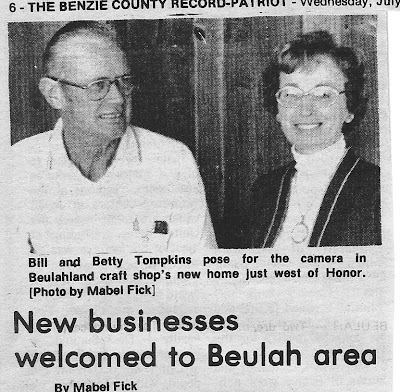 6 - THE BENZIE COUNTY RECORD-PATRIOT - Wednesday, July
Bill and Betty Tompkins pose for the camera in
Beulahland craft shop's new home just west of Honor.
[Photo by Mabel Fick]
New businesses
welcomed to Beulah area
By Mabel Fick